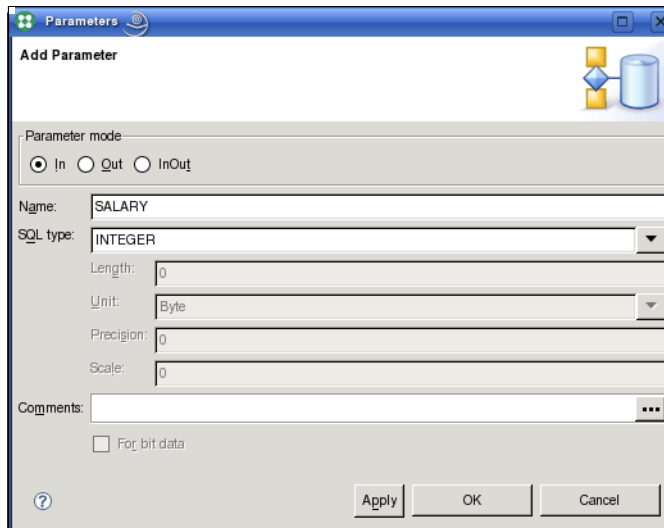 Parameters
Add Parameter
Parameter mode
In Out InOut
Name: SALARY
SQL type: INTEGER
Length: 0
Unit: Byte
Precision: 0
Scale: 0
Comments: ...
For bit data
? Apply OK Cancel